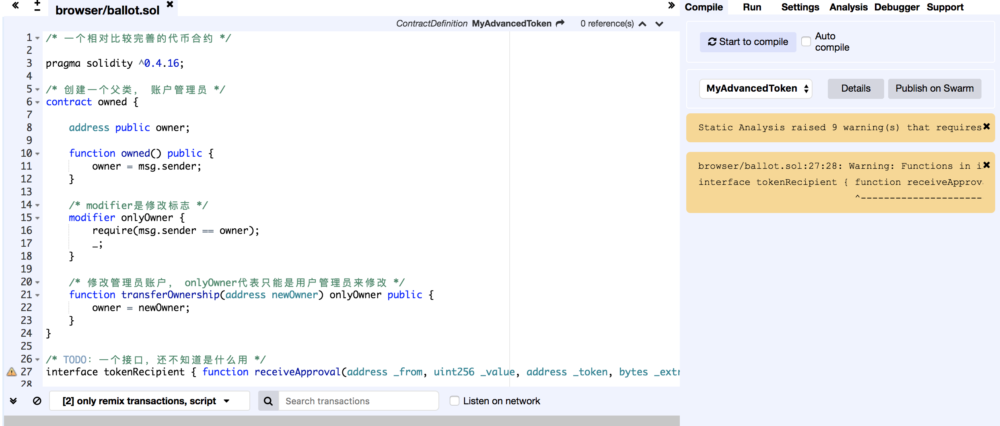 browser/ballot.sol
ContractDefinition MyAdvancedToken 0 reference(s)
1 /* 一个相对比较完善的代币合约 */
2
3 pragma solidity ^0.4.16;
4
5 /* 创建一个父类， 账户管理员 */
6 contract owned {
7
8 address public owner;
9
10 function owned() public {
11 owner = msg.sender;
12 }
13
14 /* modifier是修改标志 */
15 modifier onlyOwner {
16 require(msg.sender == owner);
17 _;
18 }
19
20 /* 修改管理员账户， onlyOwner代表只能是用户管理员来修改 */
21 function transferOwnership(address newOwner) onlyOwner public {
22 owner = newOwner;
23 }
24 }
25
26 /* TODO: 一个接口，还不知道是什么用 */
27 interface tokenRecipient { function receiveApproval(address _from, uint256 _value, address _token, bytes _extr
28
[2] only remix transactions, script
Search transactions
Listen on network
Compile Run Settings Analysis Debugger Support
Start to compile
Auto compile
MyAdvancedToken
Details
Publish on Swarm
Static Analysis raised 9 warning(s) that requires
browser/ballot.sol:27:28: Warning: Functions in i
interface tokenRecipient { function receiveApprov
^---------------------